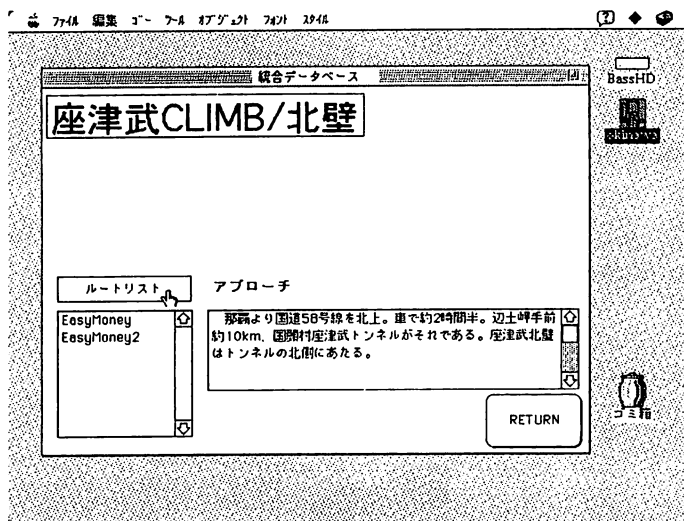 ファイル 編集 ゴー ツール オブジェクト フォント スタイル
統合データベース
BassHD
座津武CLIMB/北壁
ルートリスト
アプローチ
EasyMoney
EasyMoney2
那覇より国道58号線を北上。車で約2時間半。辺土岬手前
約10km、国頭村座津武トンネルがそれである。座津武北壁
はトンネルの北側にあたる。
RETURN
ゴミ箱